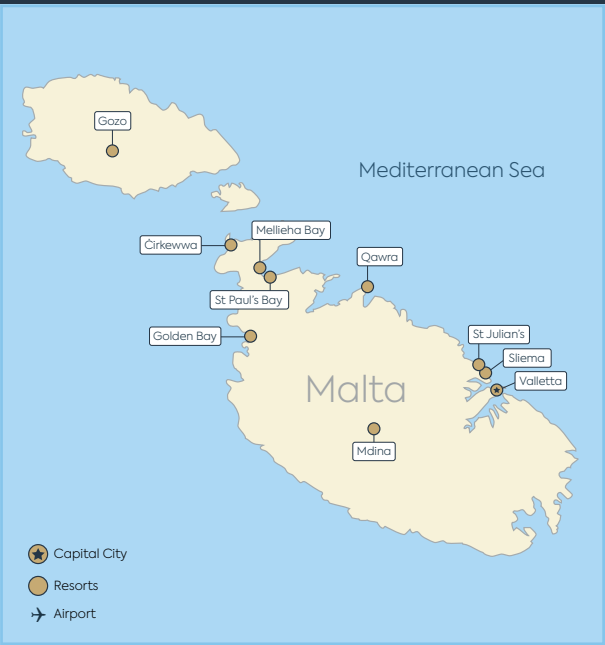 Gozo
Mediterranean Sea
Mellieha Bay
Ċirkewwa
Qawra
St Paul's Bay
Golden Bay
St Julian's
Sliema
Valletta
Malta
Mdina
Capital City
Resorts
Airport